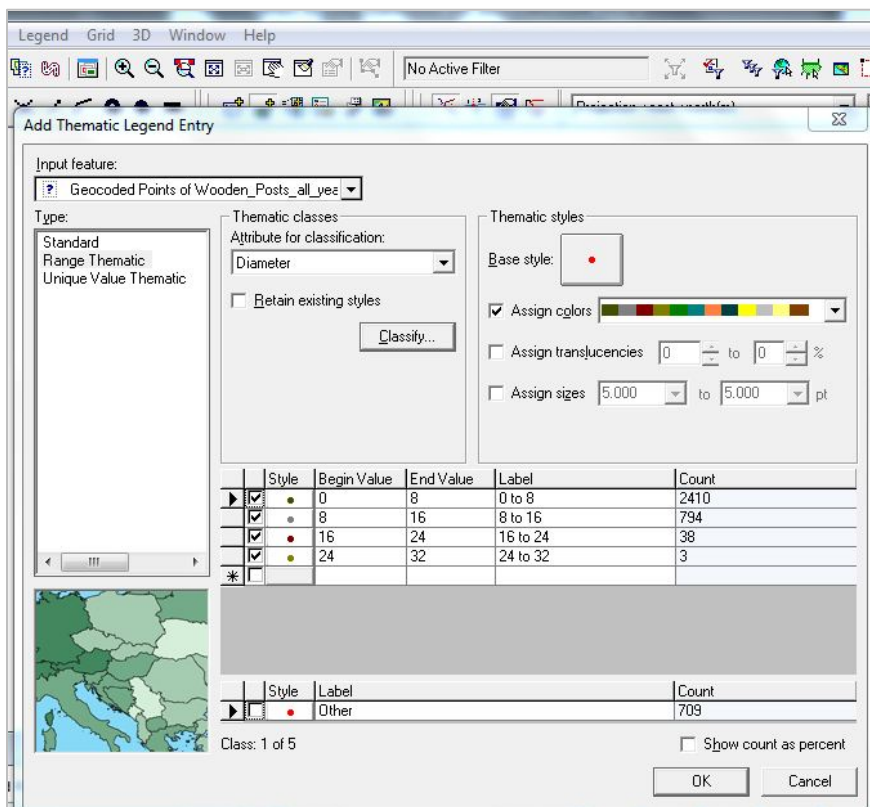 Legend Grid 3D Window Help
No Active Filter
Add Thematic Legend Entry
Input feature:
? Geocoded Points of Wooden_Posts_all_yea
Type:
Standard
Range Thematic
Unique Value Thematic
Thematic classes
Attribute for classification:
Diameter
Retain existing styles
Classify...
Thematic styles
Base style:
Assign colors
Assign translucencies 0 to 0 %
Assign sizes 5.000 to 5.000 pt
Style Begin Value End Value Label Count
0 8 0 to 8 2410
8 16 8 to 16 794
16 24 16 to 24 38
24 32 24 to 32 3
Style Label Count
Other 709
Class: 1 of 5
Show count as percent
OK Cancel